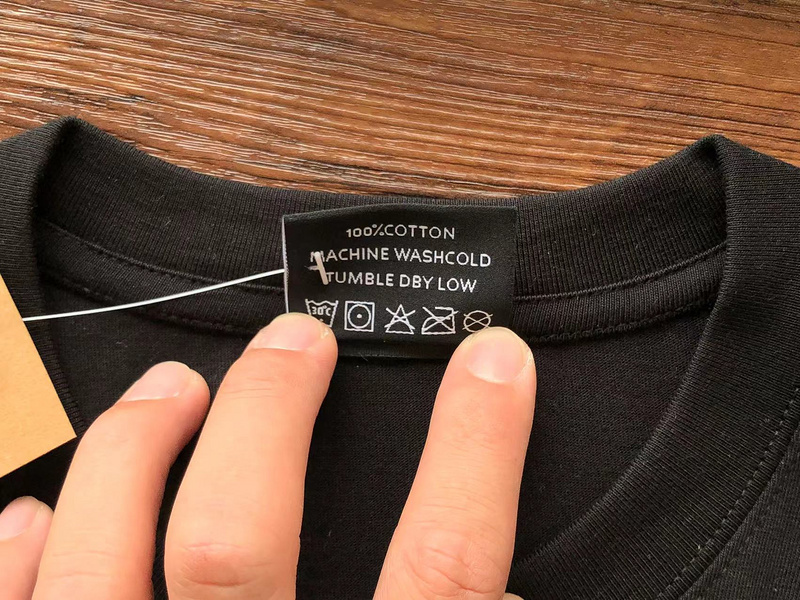 100%COTTON
MACHINE WASHCOLD
TUMBLE DBY LOW
30°C